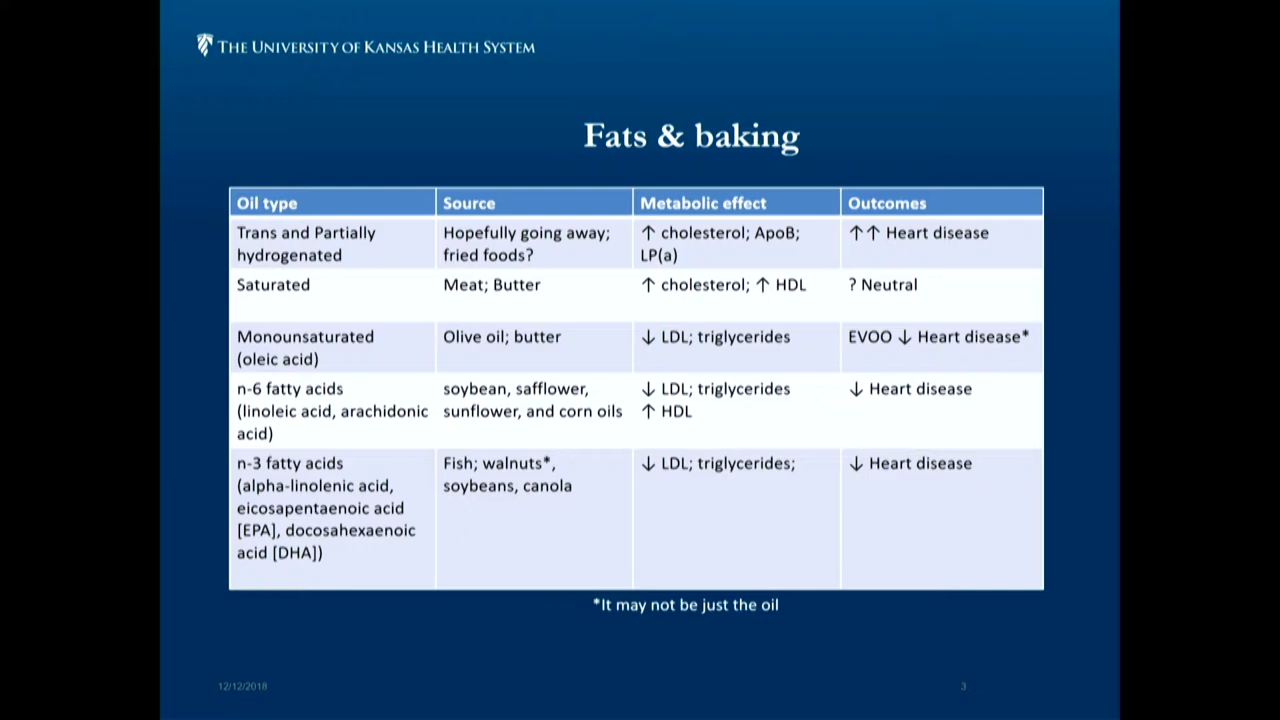 THE UNIVERSITY OF KANSAS HEALTH SYSTEM
Fats & baking
Oil type Source Metabolic effect Outcomes
Trans and Partially
hydrogenated
Hopefully going away;
fried foods?
↑ cholesterol; ApoB;
LP(a)
↑↑ Heart disease
Saturated
Meat; Butter
↑ cholesterol; ↑ HDL
? Neutral
Monounsaturated
(oleic acid)
Olive oil; butter
↓ LDL; triglycerides
EVOO ↓ Heart disease*
n-6 fatty acids
(linoleic acid, arachidonic
acid)
soybean, safflower,
sunflower, and corn oils
↓ LDL; triglycerides
↑ HDL
↓ Heart disease
n-3 fatty acids
(alpha-linolenic acid,
eicosapentaenoic acid
[EPA], docosahexaenoic
acid [DHA])
Fish; walnuts*,
soybeans, canola
↓ LDL; triglycerides;
↓ Heart disease
*It may not be just the oil
12/12/2018
3